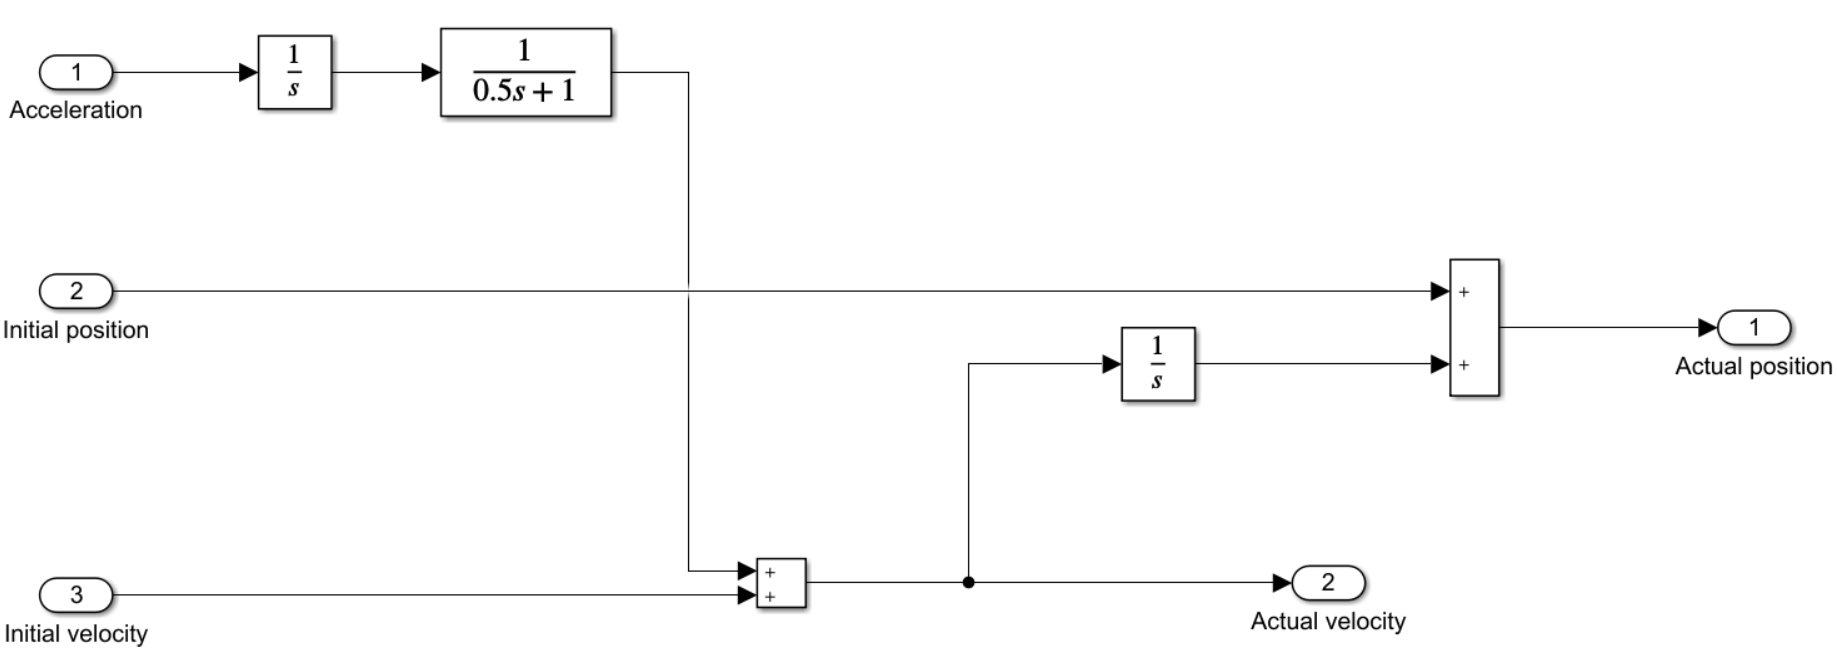 1
Acceleration
1
s
1
0.5s + 1
2
Initial position
+
+
1
s
1
Actual position
3
Initial velocity
+
+
2
Actual velocity